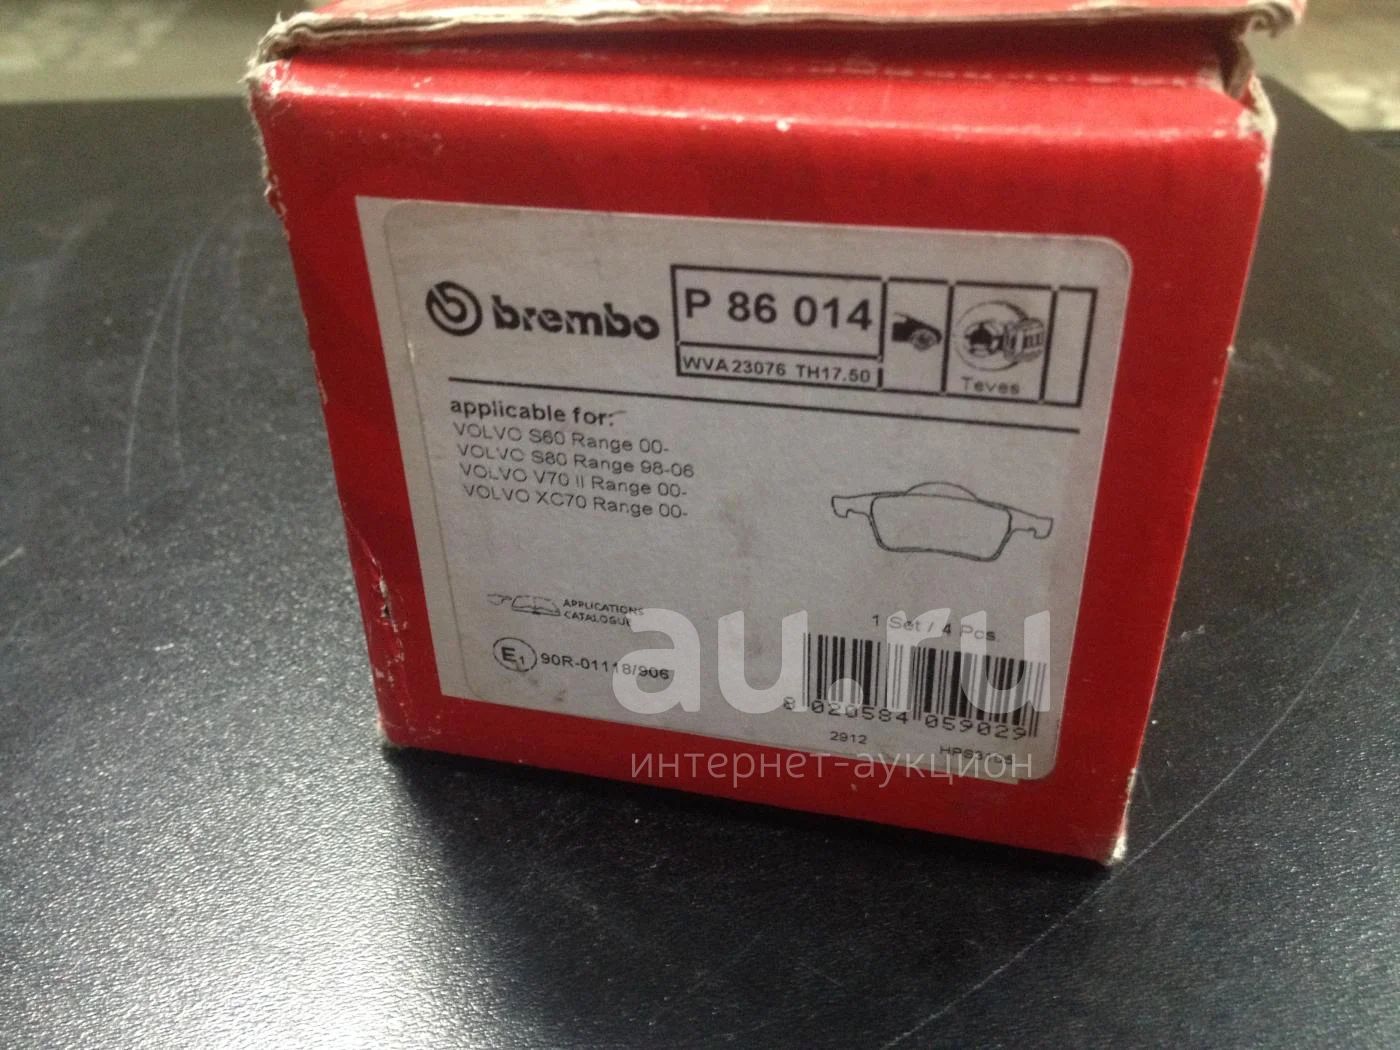 brembo
P 86 014
WVA 23076 TH17.50
Teves
applicable for:
VOLVO S60 Range 00-
VOLVO S80 Range 98-06
VOLVO V70 II Range 00-
VOLVO XC70 Range 00-
APPLICATIONS
CATALOGUE
E1 90R-01118/906
1 Set / 4 Pcs
8 020584 059029
2912
au.ru
интернет-аукцион